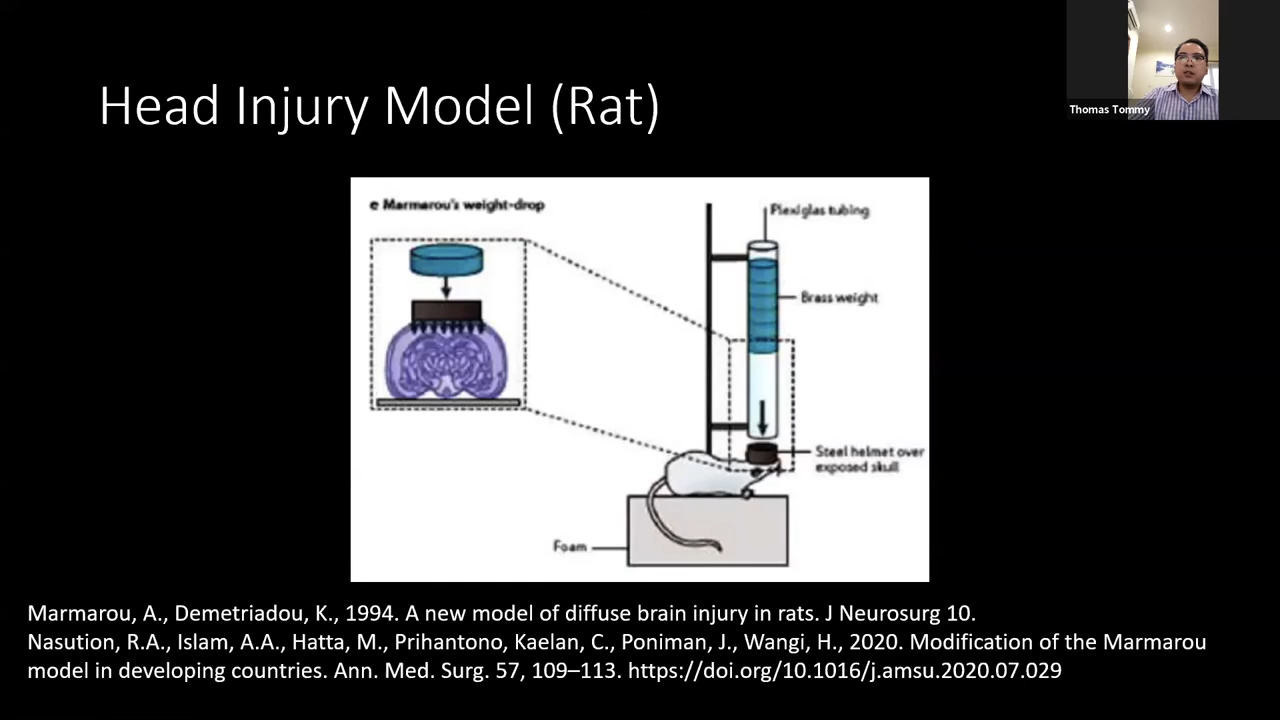 Thomas Tommy
Head Injury Model (Rat)
e Marmarou's weight-drop
Plexiglas tubing
Brass weight
Steel helmet over
exposed skull
Foam
Marmarou, A., Demetriadou, K., 1994. A new model of diffuse brain injury in rats. J Neurosurg 10.
Nasution, R.A., Islam, A.A., Hatta, M., Prihantono, Kaelan, C., Poniman, J., Wangi, H., 2020. Modification of the Marmarou
model in developing countries. Ann. Med. Surg. 57, 109–113. https://doi.org/10.1016/j.amsu.2020.07.029